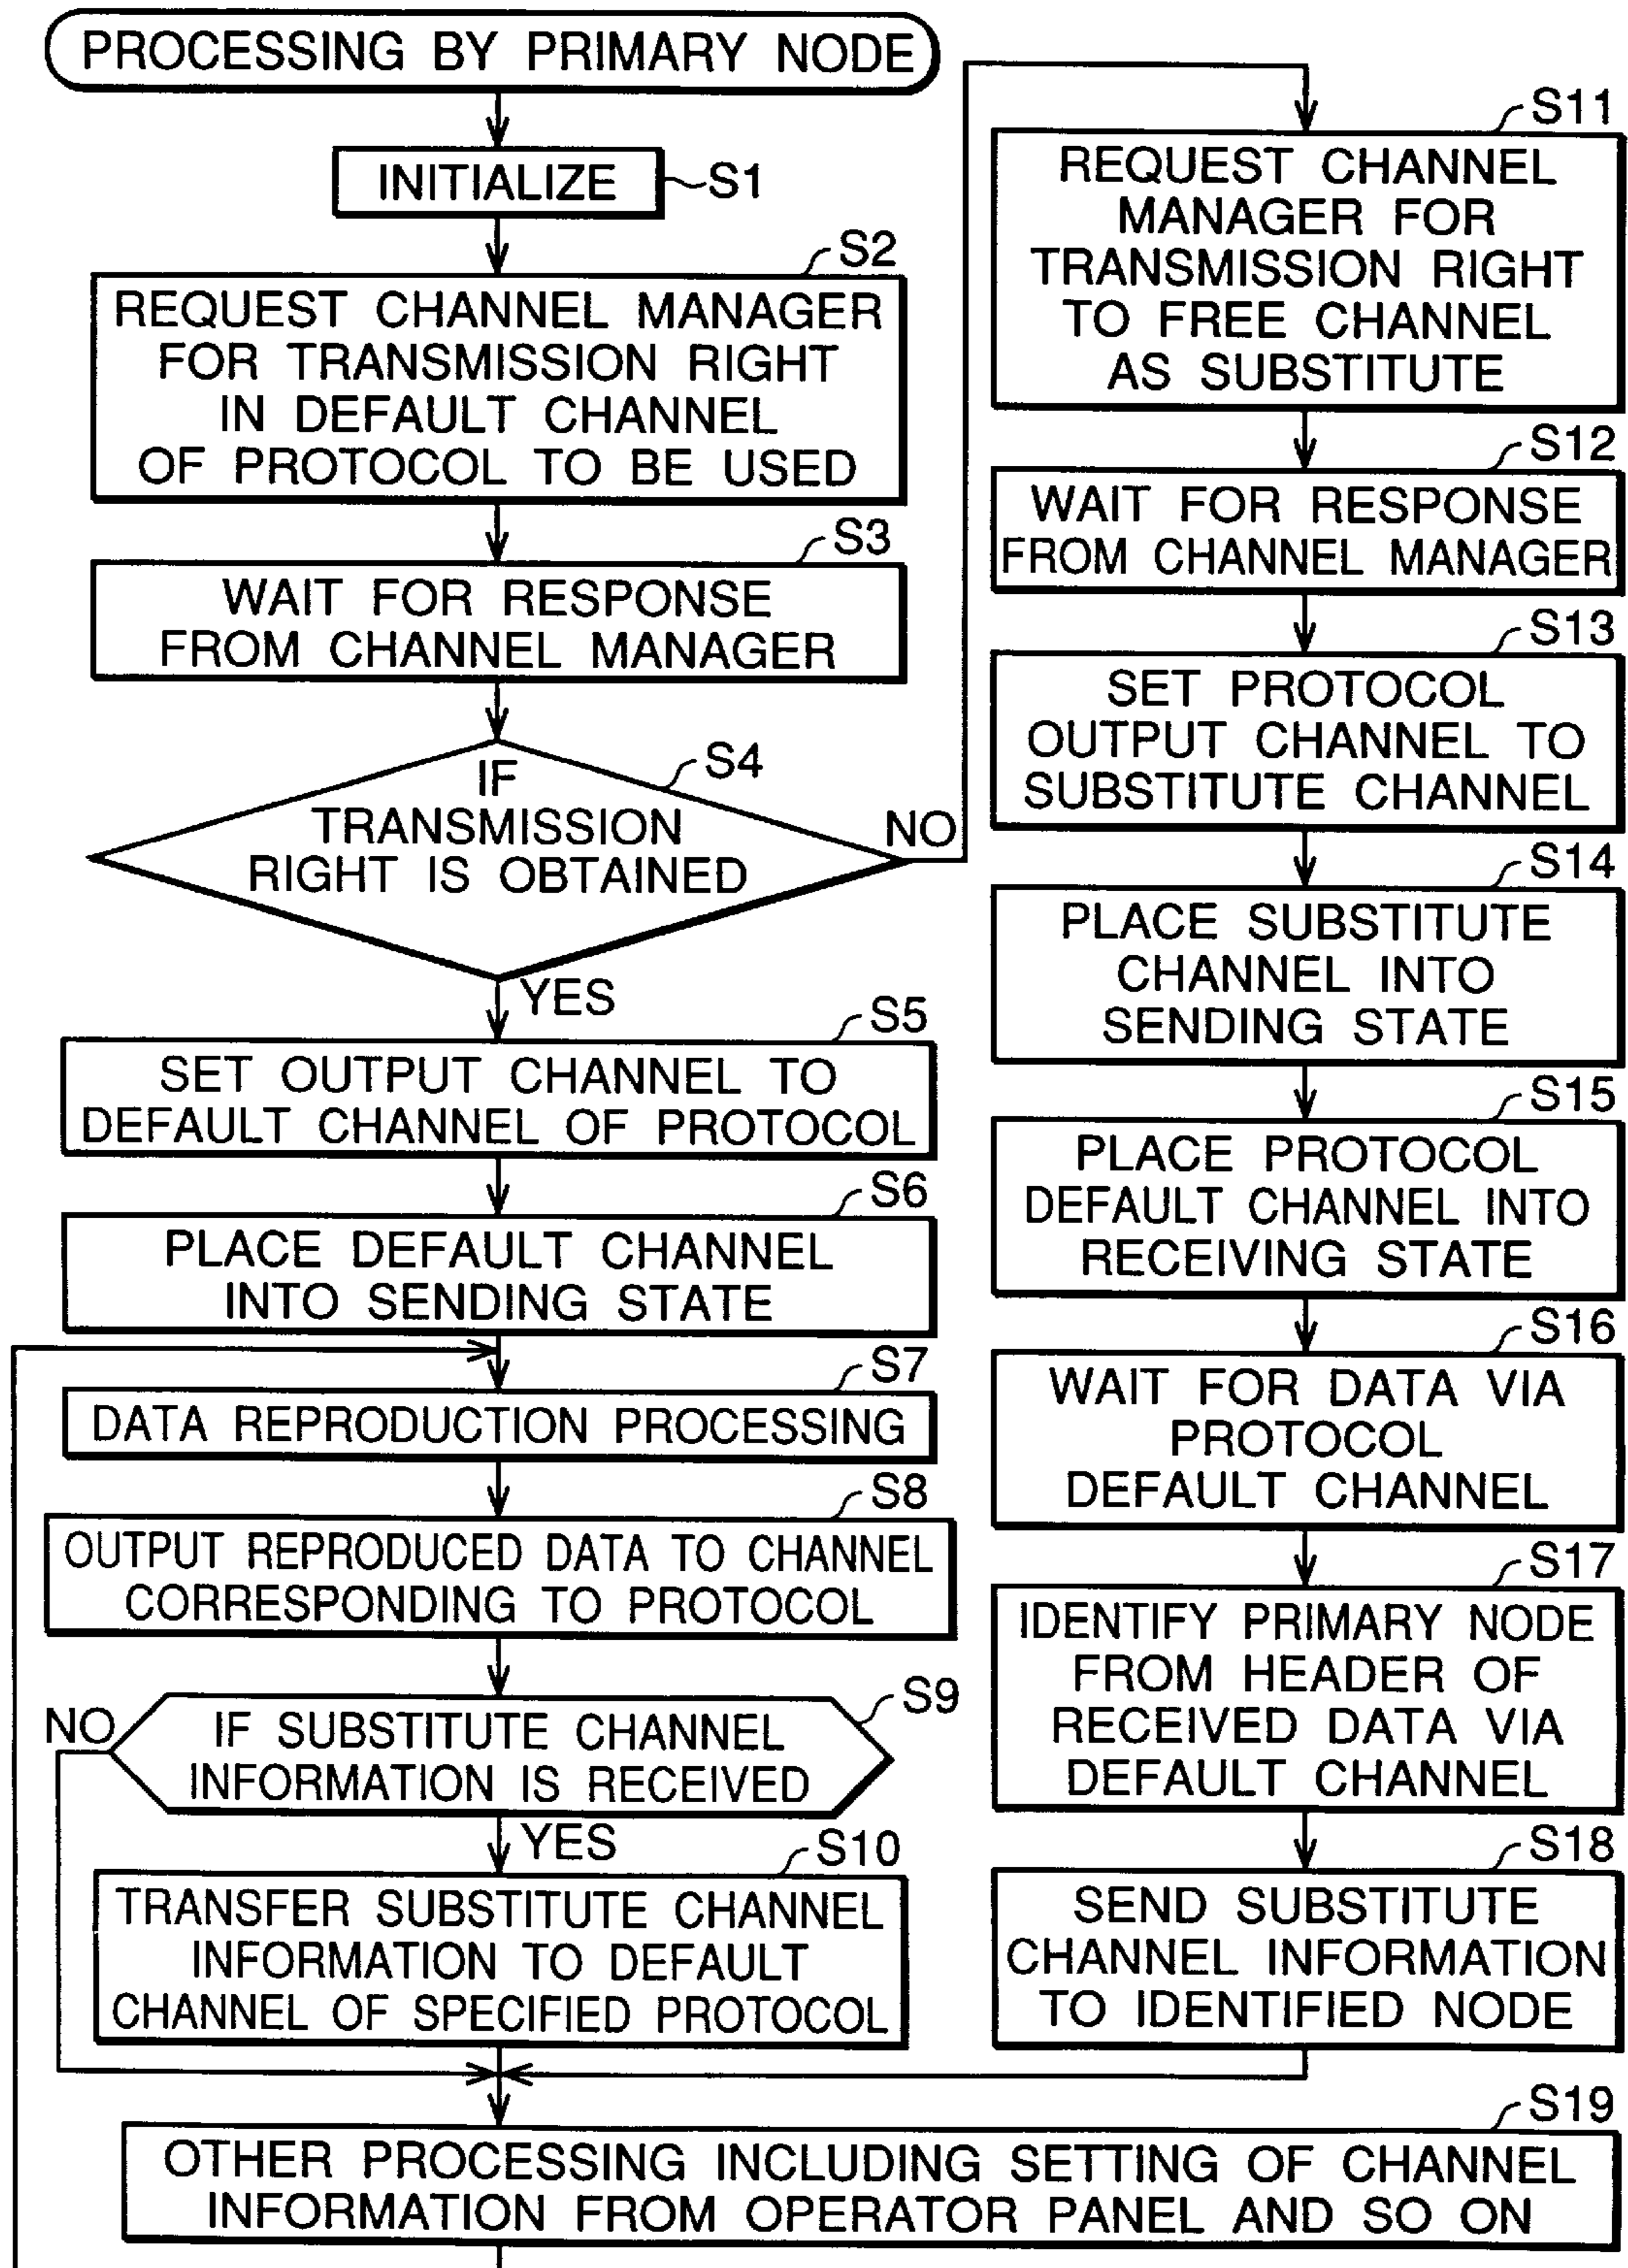 PROCESSING BY PRIMARY NODE
INITIALIZE
S1
S2
REQUEST CHANNEL MANAGER
FOR TRANSMISSION RIGHT
IN DEFAULT CHANNEL
OF PROTOCOL TO BE USED
S3
WAIT FOR RESPONSE
FROM CHANNEL MANAGER
S4
IF
TRANSMISSION
RIGHT IS OBTAINED
NO
YES
S5
SET OUTPUT CHANNEL TO
DEFAULT CHANNEL OF PROTOCOL
S6
PLACE DEFAULT CHANNEL
INTO SENDING STATE
S7
DATA REPRODUCTION PROCESSING
S8
OUTPUT REPRODUCED DATA TO CHANNEL
CORRESPONDING TO PROTOCOL
S9
NO
IF SUBSTITUTE CHANNEL
INFORMATION IS RECEIVED
YES
S10
TRANSFER SUBSTITUTE CHANNEL
INFORMATION TO DEFAULT
CHANNEL OF SPECIFIED PROTOCOL
S11
REQUEST CHANNEL
MANAGER FOR
TRANSMISSION RIGHT
TO FREE CHANNEL
AS SUBSTITUTE
S12
WAIT FOR RESPONSE
FROM CHANNEL MANAGER
S13
SET PROTOCOL
OUTPUT CHANNEL TO
SUBSTITUTE CHANNEL
S14
PLACE SUBSTITUTE
CHANNEL INTO
SENDING STATE
S15
PLACE PROTOCOL
DEFAULT CHANNEL INTO
RECEIVING STATE
S16
WAIT FOR DATA VIA
PROTOCOL
DEFAULT CHANNEL
S17
IDENTIFY PRIMARY NODE
FROM HEADER OF
RECEIVED DATA VIA
DEFAULT CHANNEL
S18
SEND SUBSTITUTE
CHANNEL INFORMATION
TO IDENTIFIED NODE
S19
OTHER PROCESSING INCLUDING SETTING OF CHANNEL
INFORMATION FROM OPERATOR PANEL AND SO ON